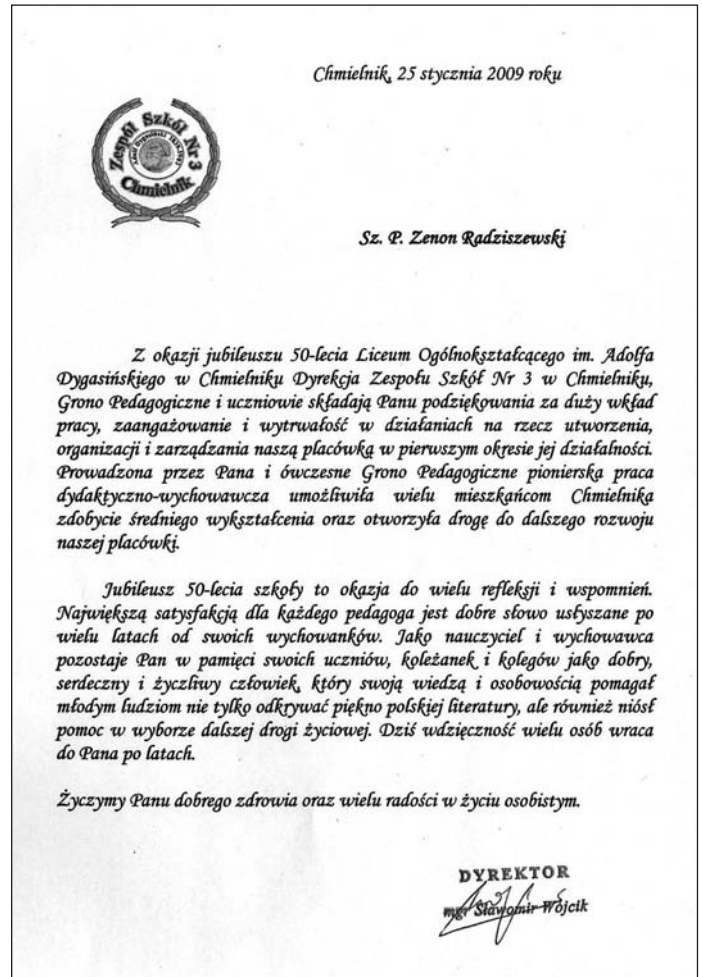 Chmielnik, 25 stycznia 2009 roku
Zespół Szkół Nr 3
Chmielnik
Sz. P. Zenon Radziszewski
Z okazji jubileuszu 50-lecia Liceum Ogólnokształcącego im. Adolfa
Dygasińskiego w Chmielniku Dyrekcja Zespołu Szkół Nr 3 w Chmielniku,
Grono Pedagogiczne i uczniowie składają Panu podziękowania za duży wkład
pracy, zaangażowanie i wytrwałość w działaniach na rzecz utworzenia,
organizacji i zarządzania naszą placówką w pierwszym okresie jej działalności.
Prowadzona przez Pana i ówczesne Grono Pedagogiczne pionierska praca
dydaktyczno-wychowawcza umożliwiła wielu mieszkańcom Chmielnika
zdobycie średniego wykształcenia oraz otworzyła drogę do dalszego rozwoju
naszej placówki.
Jubileusz 50-lecia szkoły to okazja do wielu refleksji i wspomnień.
Największą satysfakcją dla każdego pedagoga jest dobre słowo usłyszane po
wielu latach od swoich wychowanków. Jako nauczyciel i wychowawca
pozostaje Pan w pamięci swoich uczniów, koleżanek i kolegów jako dobry,
serdeczny i życzliwy człowiek, który swoją wiedzą i osobowością pomagał
młodym ludziom nie tylko odkrywać piękno polskiej literatury, ale również niósł
pomoc w wyborze dalszej drogi życiowej. Dziś wdzięczność wielu osób wraca
do Pana po latach.
Życzymy Panu dobrego zdrowia oraz wielu radości w życiu osobistym.
DYREKTOR
mgr Sławomir Wójcik